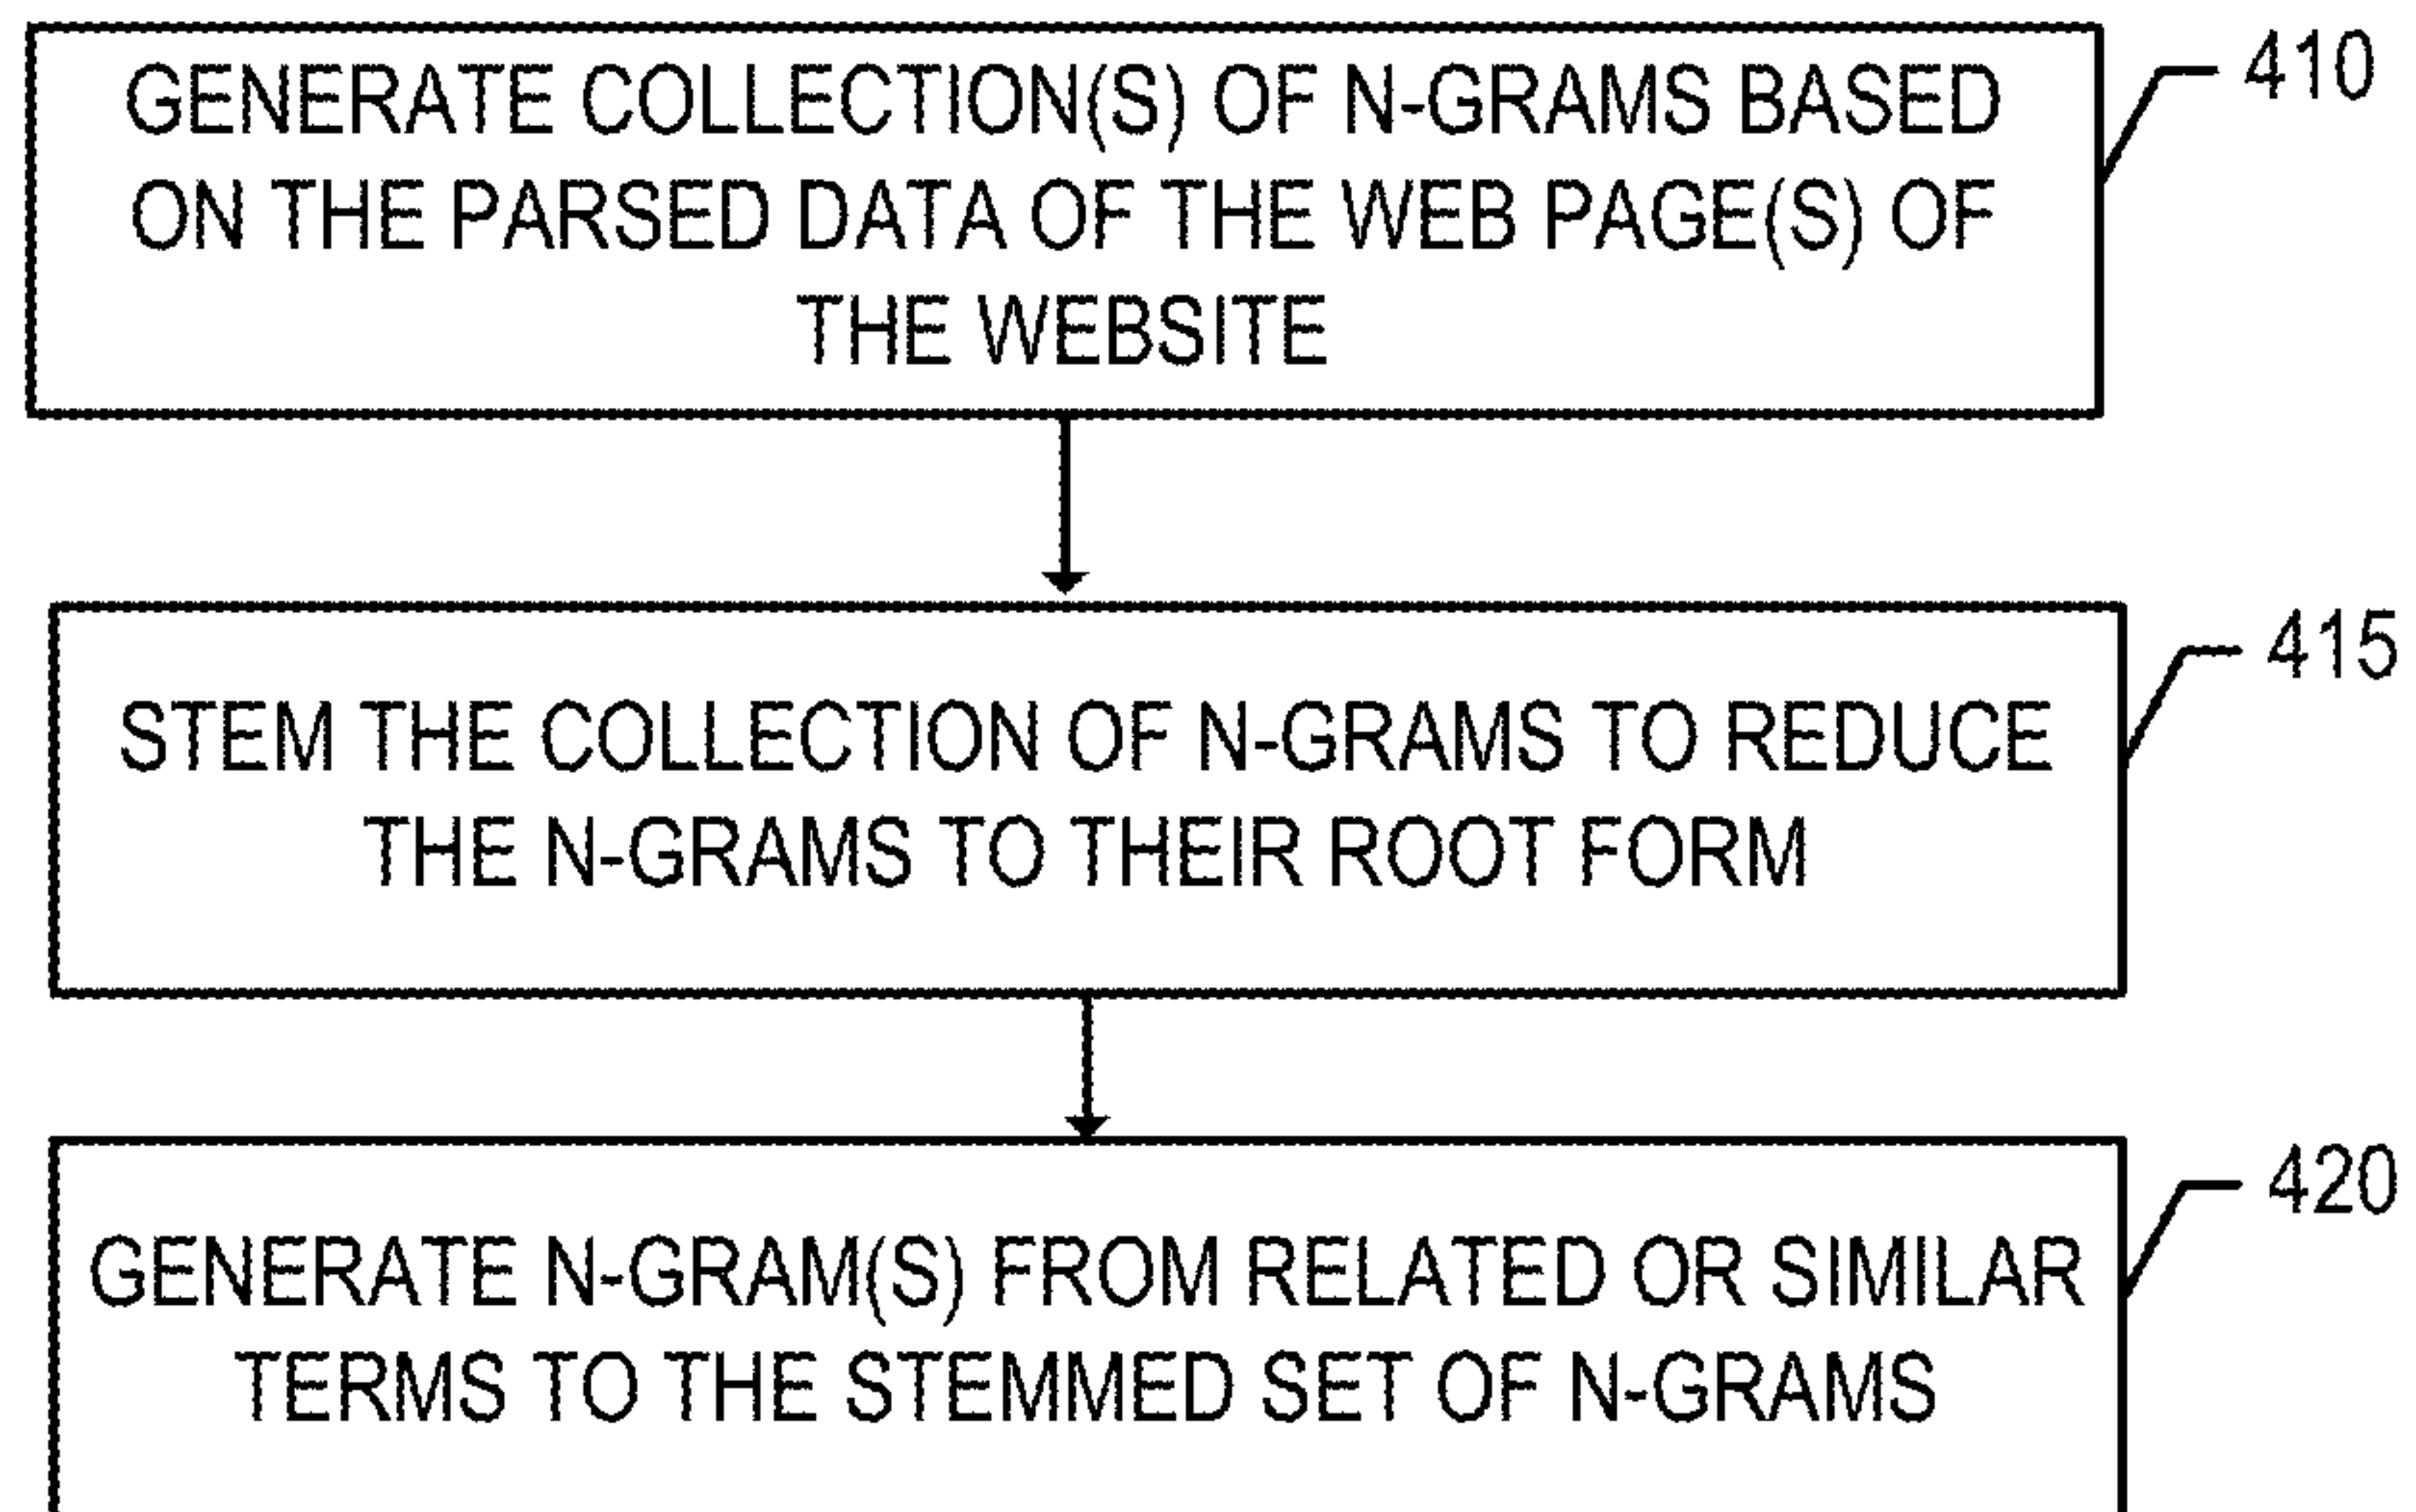 GENERATE COLLECTION(S) OF N-GRAMS BASED
ON THE PARSED DATA OF THE WEB PAGE(S) OF
THE WEBSITE
410
STEM THE COLLECTION OF N-GRAMS TO REDUCE
THE N-GRAMS TO THEIR ROOT FORM
415
GENERATE N-GRAM(S) FROM RELATED OR SIMILAR
TERMS TO THE STEMMED SET OF N-GRAMS
420